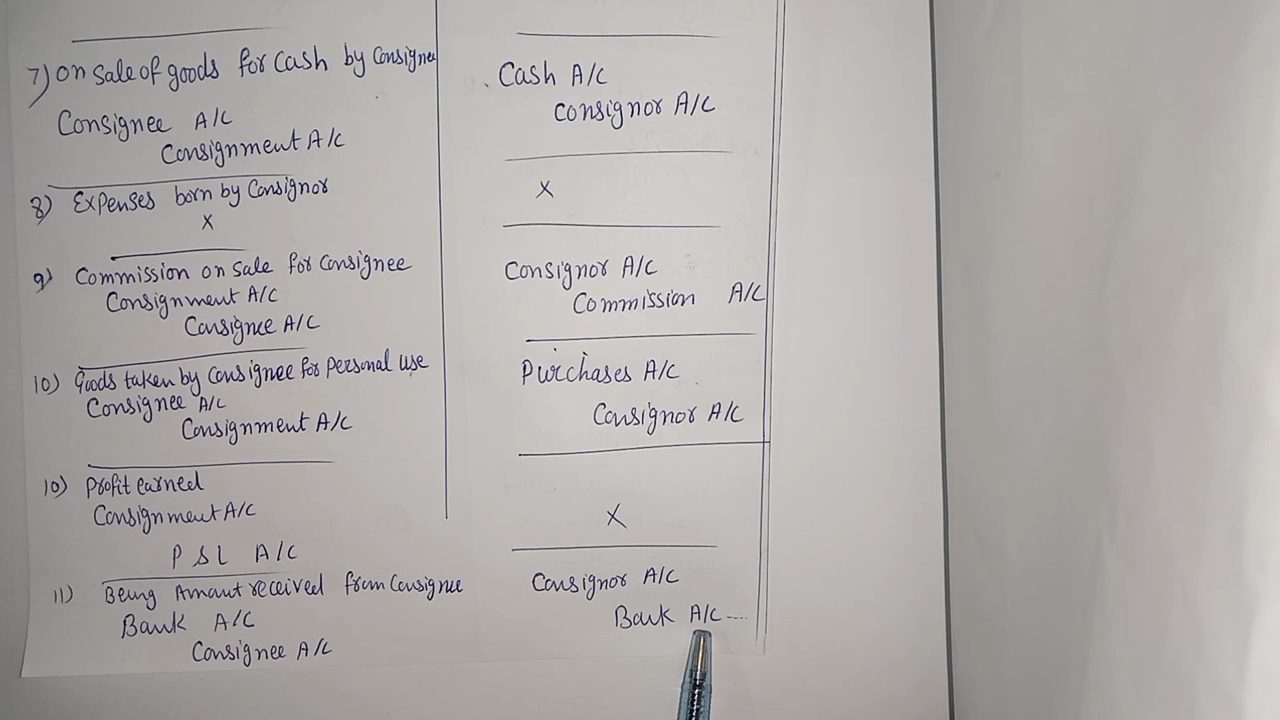 7) on sale of goods for cash by Consignee
Consignee A/C
Consignment A/C
8) Expenses born by Consignor
X
9) Commission on sale for Consignee
Consignment A/C
Consignee A/C
10) Goods taken by Consignee for personal use
Consignee A/C
Consignment A/C
10) Profit earned
Consignment A/C
P & L A/C
11) Being Amount received from Consignee
Bank A/C
Consignee A/C
Cash A/C
Consignor A/C
X
Consignor A/C
Commission A/C
Purchases A/C
Consignor A/C
X
Consignor A/C
Bank A/C ----